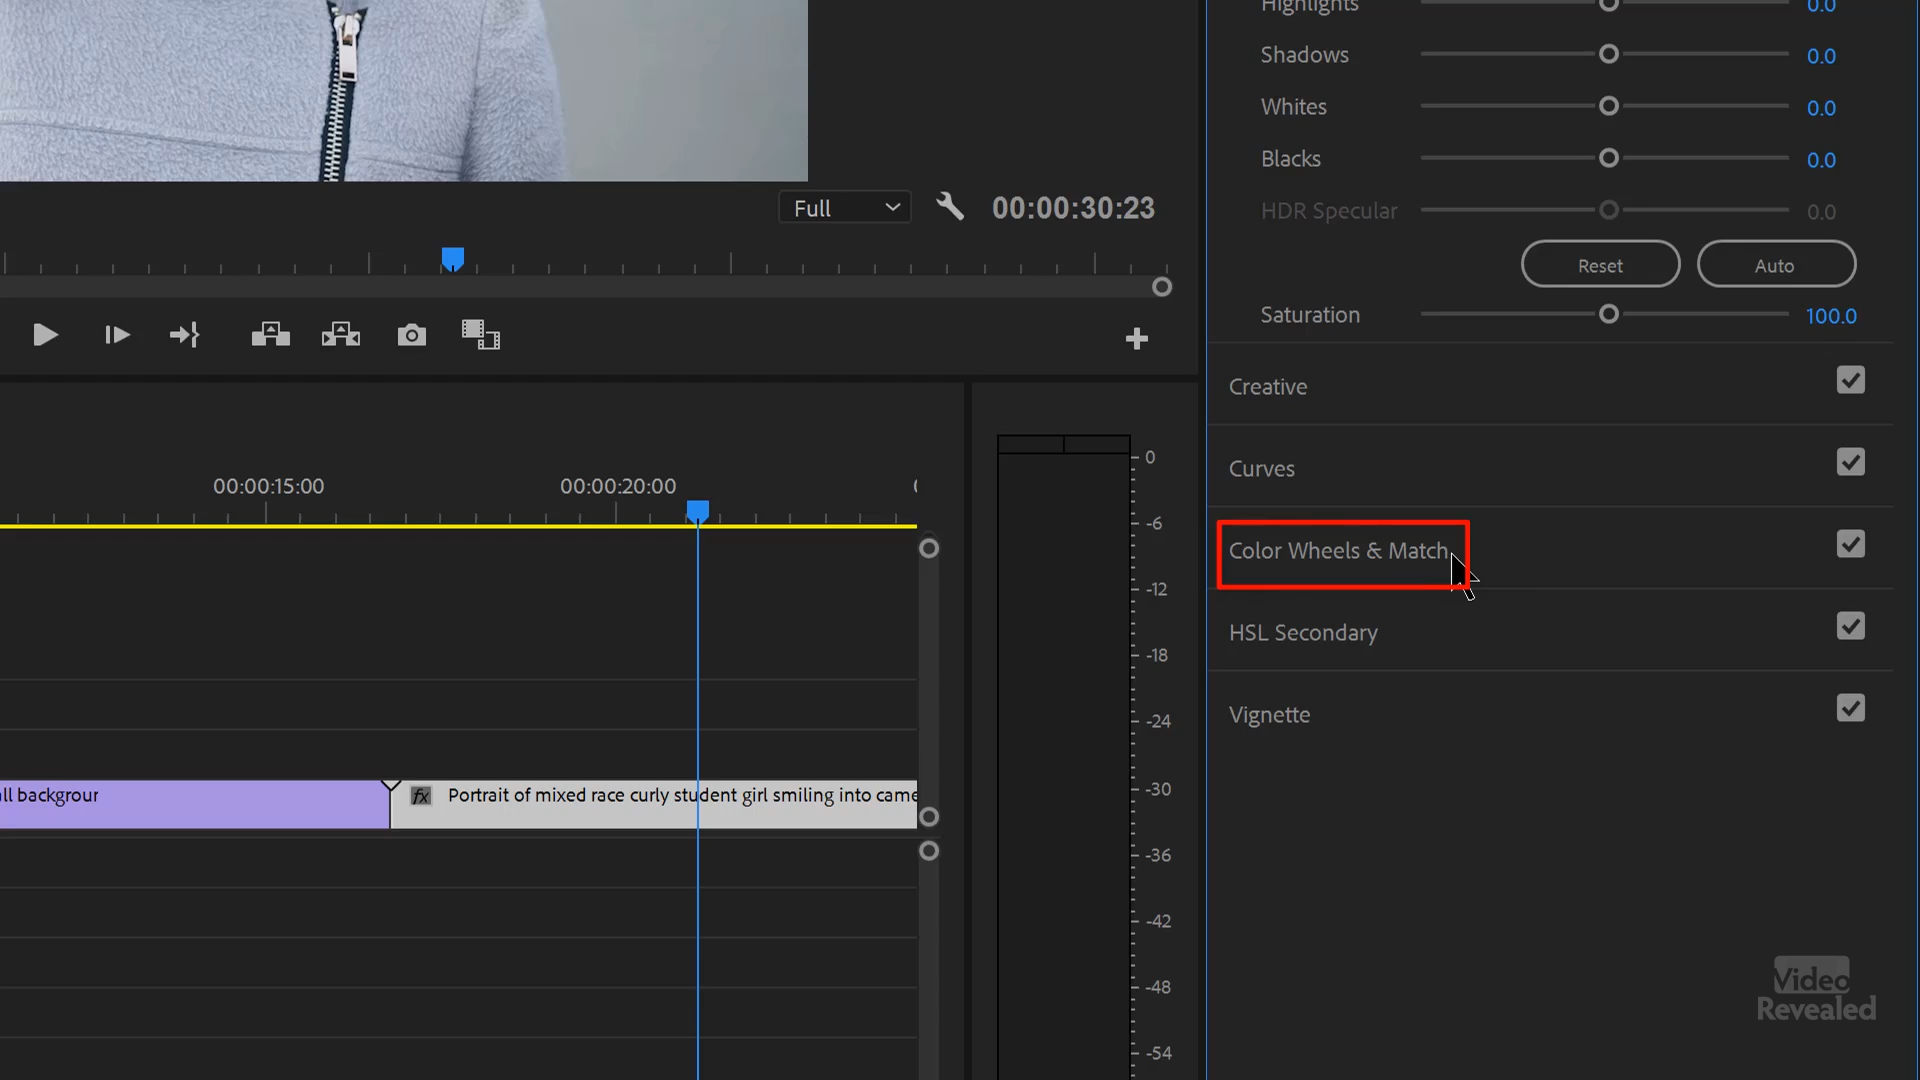 Highlights 0.0
Shadows 0.0
Whites 0.0
Blacks 0.0
HDR Specular 0.0
Reset Auto
Saturation 100.0
Full 00:00:30:23
Creative
Curves
Color Wheels & Match
HSL Secondary
Vignette
00:00:15:00 00:00:20:00
ll backgrour
fx Portrait of mixed race curly student girl smiling into came
0
-6
-12
-18
-24
-30
-36
-42
-48
-54
Video
Revealed